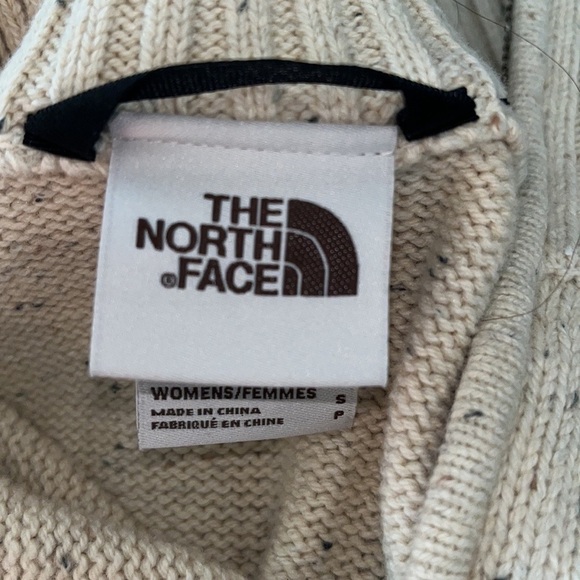 THE
NORTH
®FACE
WOMENS/FEMMES S
MADE IN CHINA
FABRIQUÉ EN CHINE P